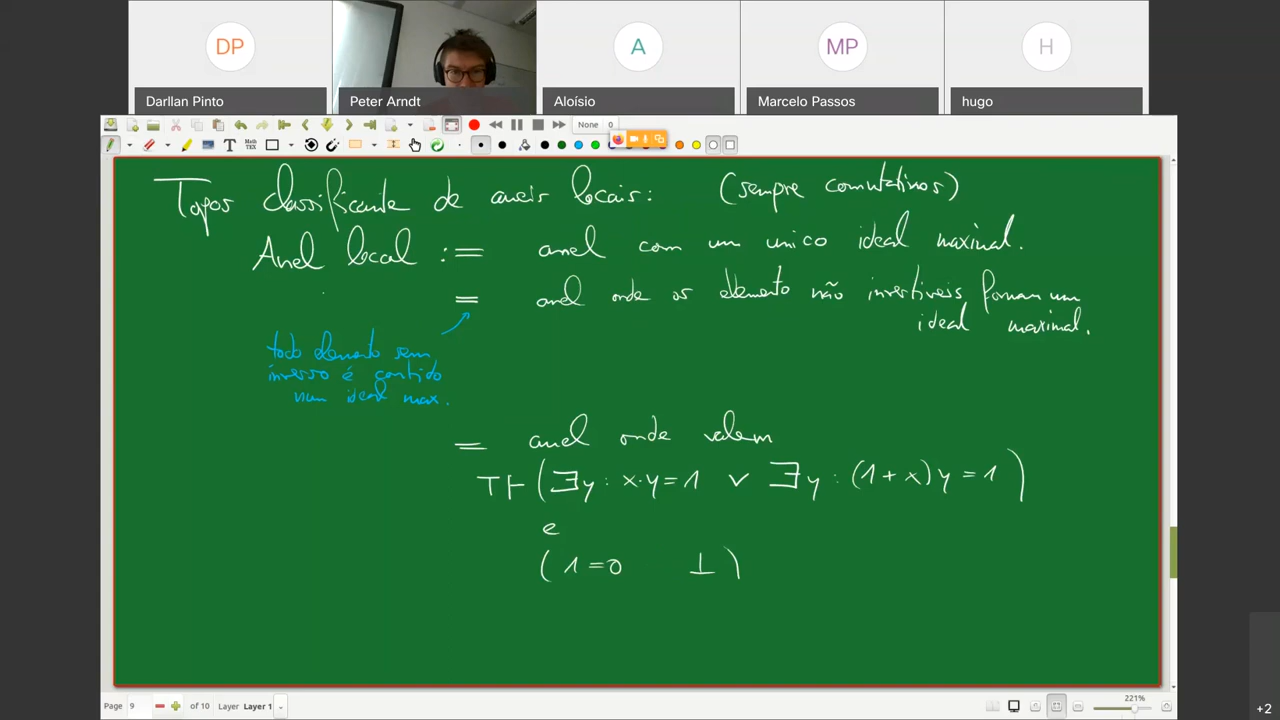 DP
A
MP
H
Darllan Pinto
Peter Arndt
Aloísio
Marcelo Passos
hugo
None 0
Topos classificante de aneis locais: (sempre comutativos)
Anel local := anel com um unico ideal maximal.
= anel onde os elemento não invertiveis formam um
ideal maximal.
todo elemento sem
inverso é contido
num ideal max.
= anel onde valem
⊤⊢(∃y: x·y=1 ∨ ∃y: (1+x)y=1)
e
(1=0 ⊥)
Page 9 of 10 Layer Layer 1 221%
+2